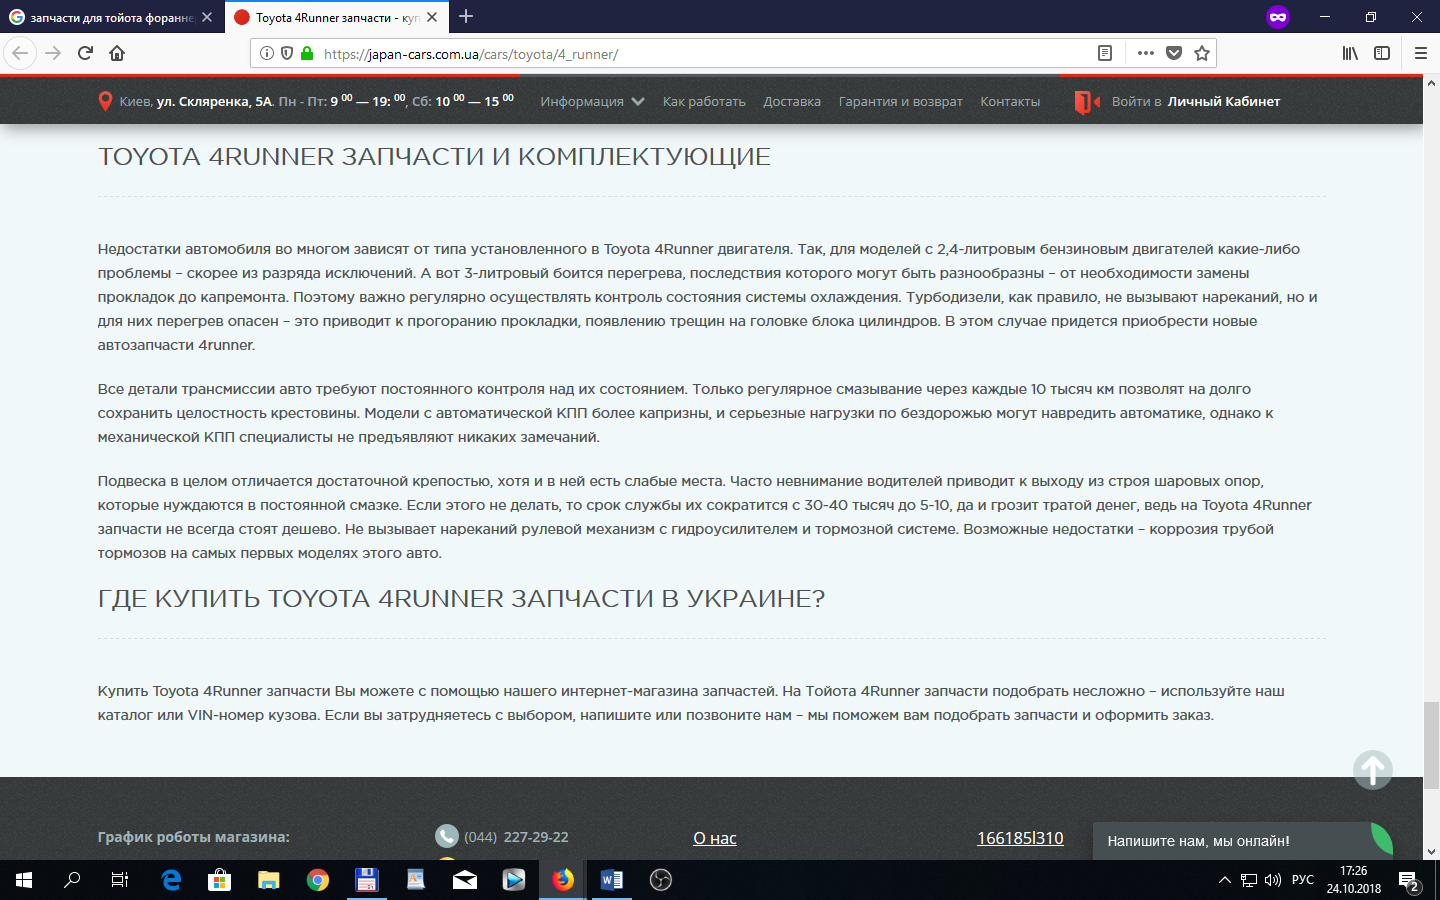 запчасти для тойота форанне
Toyota 4Runner запчасти - куп
https://japan-cars.com.ua/cars/toyota/4_runner/
Киев, ул. Скляренка, 5А. Пн - Пт: 9 00 — 19: 00, Сб: 10 00 — 15 00
Информация
Как работать
Доставка
Гарантия и возврат
Контакты
Войти в Личный Кабинет
TOYOTA 4RUNNER ЗАПЧАСТИ И КОМПЛЕКТУЮЩИЕ
Недостатки автомобиля во многом зависят от типа установленного в Toyota 4Runner двигателя. Так, для моделей с 2,4-литровым бензиновым двигателей какие-либо
проблемы – скорее из разряда исключений. А вот 3-литровый боится перегрева, последствия которого могут быть разнообразны – от необходимости замены
прокладок до капремонта. Поэтому важно регулярно осуществлять контроль состояния системы охлаждения. Турбодизели, как правило, не вызывают нареканий, но и
для них перегрев опасен – это приводит к прогоранию прокладки, появлению трещин на головке блока цилиндров. В этом случае придется приобрести новые
автозапчасти 4runner.
Все детали трансмиссии авто требуют постоянного контроля над их состоянием. Только регулярное смазывание через каждые 10 тысяч км позволят на долго
сохранить целостность крестовины. Модели с автоматической КПП более капризны, и серьезные нагрузки по бездорожью могут навредить автоматике, однако к
механической КПП специалисты не предъявляют никаких замечаний.
Подвеска в целом отличается достаточной крепостью, хотя и в ней есть слабые места. Часто невнимание водителей приводит к выходу из строя шаровых опор,
которые нуждаются в постоянной смазке. Если этого не делать, то срок службы их сократится с 30-40 тысяч до 5-10, да и грозит тратой денег, ведь на Toyota 4Runner
запчасти не всегда стоят дешево. Не вызывает нареканий рулевой механизм с гидроусилителем и тормозной системе. Возможные недостатки – коррозия трубой
тормозов на самых первых моделях этого авто.
ГДЕ КУПИТЬ TOYOTA 4RUNNER ЗАПЧАСТИ В УКРАИНЕ?
Купить Toyota 4Runner запчасти Вы можете с помощью нашего интернет-магазина запчастей. На Тойота 4Runner запчасти подобрать несложно – используйте наш
каталог или VIN-номер кузова. Если вы затрудняетесь с выбором, напишите или позвоните нам – мы поможем вам подобрать запчасти и оформить заказ.
График роботы магазина:
(044) 227-29-22
О нас
166185l310
Напишите нам, мы онлайн!
РУС
17:26
24.10.2018
2